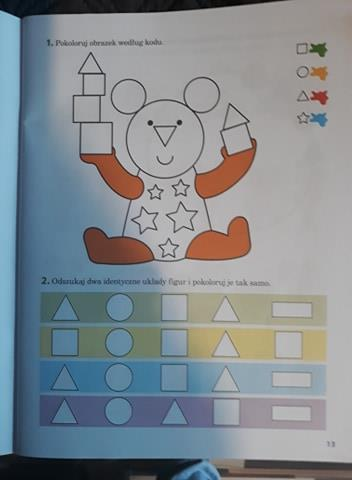 1. Pokoloruj obrazek według kodu.
2. Odszukaj dwa identyczne układy figur i pokoloruj je tak samo.
13